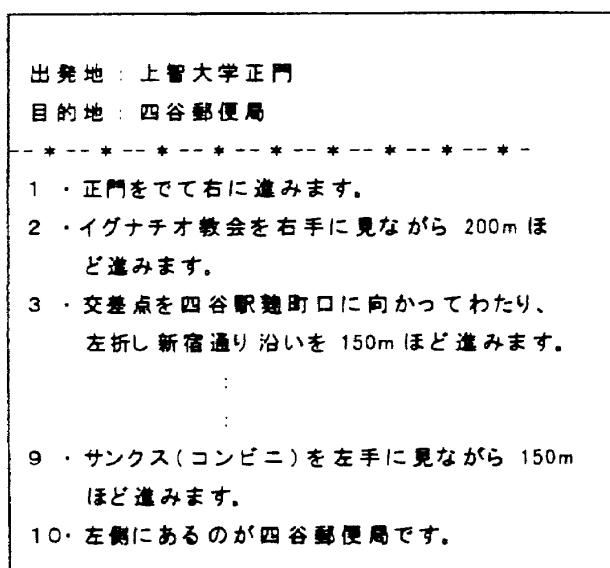 出発地：上智大学正門
目的地：四谷郵便局
-- * -- * -- * -- * -- * -- * -- * -- * -- * -
1 ・正門をでて右に進みます。
2 ・イグナチオ教会を右手に見ながら 200m ほ
ど進みます。
3 ・交差点を四谷駅麹町口に向かってわたり、
左折し新宿通り沿いを 150m ほど進みます。
:
:
9 ・サンクス(コンビニ)を左手に見ながら 150m
ほど進みます。
10・左側にあるのが四谷郵便局です。